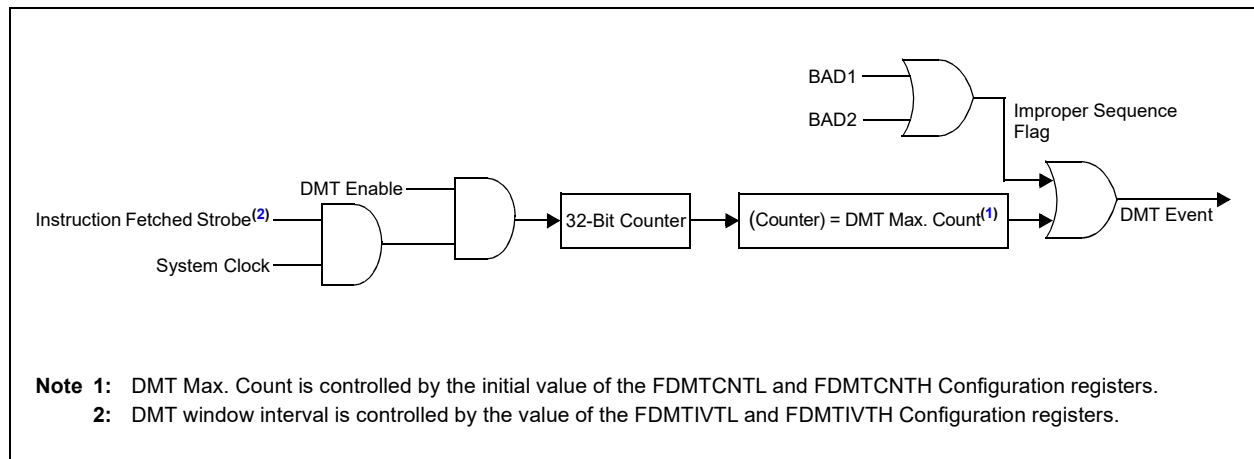 BAD1
BAD2
Improper Sequence
Flag
DMT Enable
Instruction Fetched Strobe(2)
System Clock
32-Bit Counter
(Counter) = DMT Max. Count(1)
DMT Event
Note 1: DMT Max. Count is controlled by the initial value of the FDMTCNTL and FDMTCNTH Configuration registers.
2: DMT window interval is controlled by the value of the FDMTIVTL and FDMTIVTH Configuration registers.